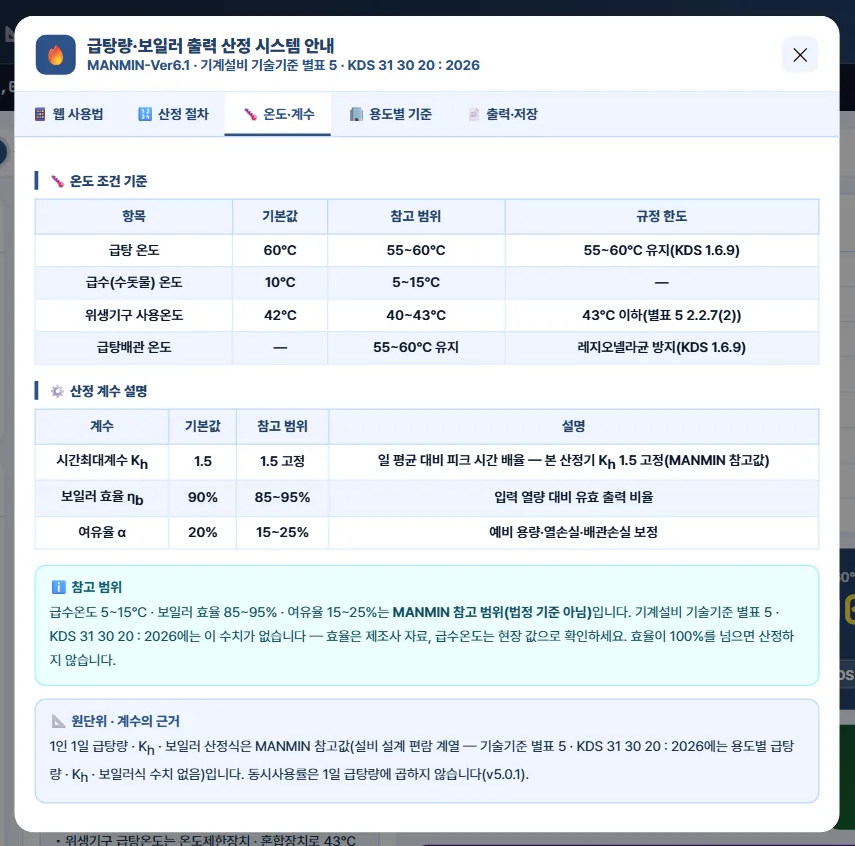 급탕량·보일러 출력 산정 시스템 안내
MANMIN-Ver6.1 · 기계설비 기술기준 별표 5 · KDS 31 30 20 : 2026
웹 사용법 산정 절차 온도·계수 용도별 기준 출력·저장
온도 조건 기준
항목 기본값 참고 범위 규정 한도
급탕 온도 60°C 55~60°C 55~60°C 유지(KDS 1.6.9)
급수(수돗물) 온도 10°C 5~15°C —
위생기구 사용온도 42°C 40~43°C 43°C 이하(별표 5 2.2.7(2))
급탕배관 온도 — 55~60°C 유지 레지오넬라균 방지(KDS 1.6.9)
산정 계수 설명
계수 기본값 참고 범위 설명
시간최대계수 Kh 1.5 1.5 고정 일 평균 대비 피크 시간 배율 — 본 산정기 Kh 1.5 고정(MANMIN 참고값)
보일러 효율 ηb 90% 85~95% 입력 열량 대비 유효 출력 비율
여유율 α 20% 15~25% 예비 용량·열손실·배관손실 보정
참고 범위
급수온도 5~15°C · 보일러 효율 85~95% · 여유율 15~25%는 MANMIN 참고 범위(법정 기준 아님)입니다. 기계설비 기술기준 별표 5 ·
KDS 31 30 20 : 2026에는 이 수치가 없습니다 — 효율은 제조사 자료, 급수온도는 현장 값으로 확인하세요. 효율이 100%를 넘으면 산정하
지 않습니다.
원단위 · 계수의 근거
1인 1일 급탕량 · Kh · 보일러 산정식은 MANMIN 참고값(설비 설계 편람 계열 — 기술기준 별표 5 · KDS 31 30 20 : 2026에는 용도별 급탕
량 · Kh · 보일러식 수치 없음)입니다. 동시사용률은 1일 급탕량에 곱하지 않습니다(v5.0.1).
· 위생기구 급탕온도는 온도제한장치 · 혼합장치로 43°C